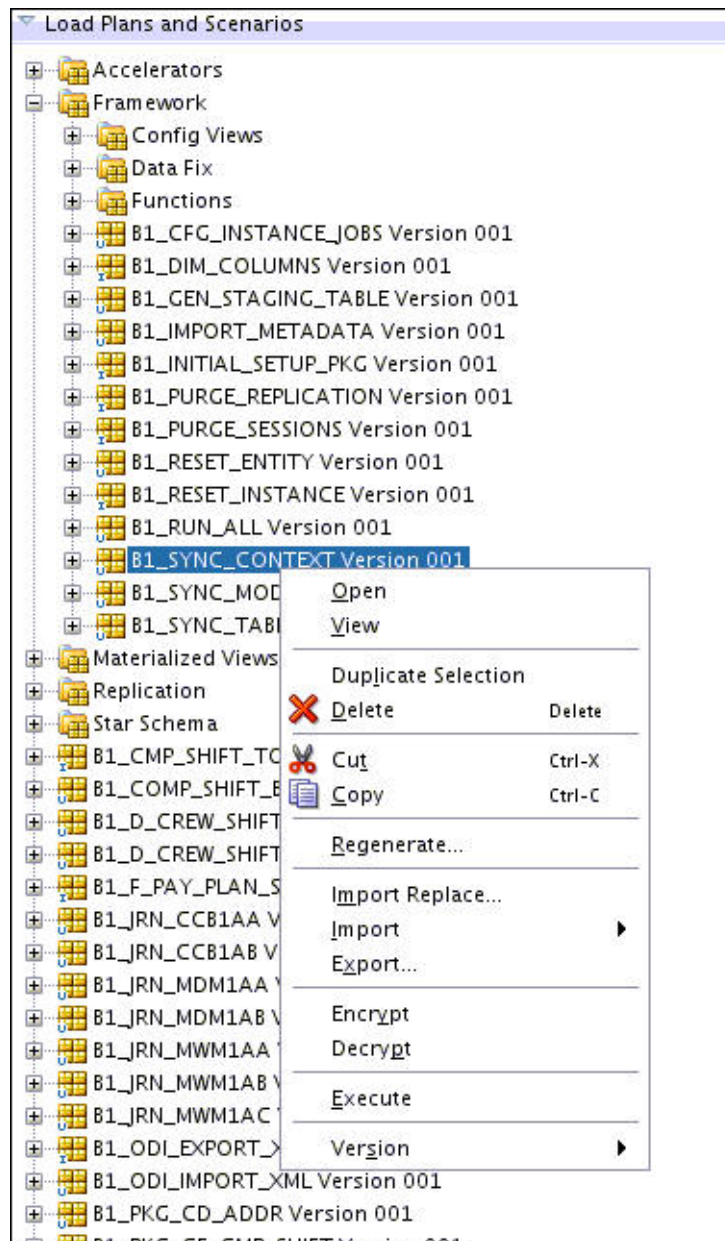 Load Plans and Scenarios
Accelerators
Framework
Config Views
Data Fix
Functions
B1_CFG_INSTANCE_JOBS Version 001
B1_DIM_COLUMNS Version 001
B1_GEN_STAGING_TABLE Version 001
B1_IMPORT_METADATA Version 001
B1_INITIAL_SETUP_PKG Version 001
B1_PURGE_REPLICATION Version 001
B1_PURGE_SESSIONS Version 001
B1_RESET_ENTITY Version 001
B1_RESET_INSTANCE Version 001
B1_RUN_ALL Version 001
B1_SYNC_CONTEXT Version 001
B1_SYNC_MOD
B1_SYNC_TAB
Materialized Views
Replication
Star Schema
B1_CMP_SHIFT_TO
B1_COMP_SHIFT_E
B1_D_CREW_SHIFT
B1_D_CREW_SHIFT
B1_F_PAY_PLAN_S
B1_JRN_CCB1AA V
B1_JRN_CCB1AB V
B1_JRN_MDM1AA
B1_JRN_MDM1AB V
B1_JRN_MWM1AA
B1_JRN_MWM1AB V
B1_JRN_MWM1AC
B1_ODI_EXPORT_X
B1_ODI_IMPORT_XML Version 001
B1_PKG_CD_ADDR Version 001
Open
View
Duplicate Selection
Delete Delete
Cut Ctrl-X
Copy Ctrl-C
Regenerate...
Import Replace...
Import
Export...
Encrypt
Decrypt
Execute
Version